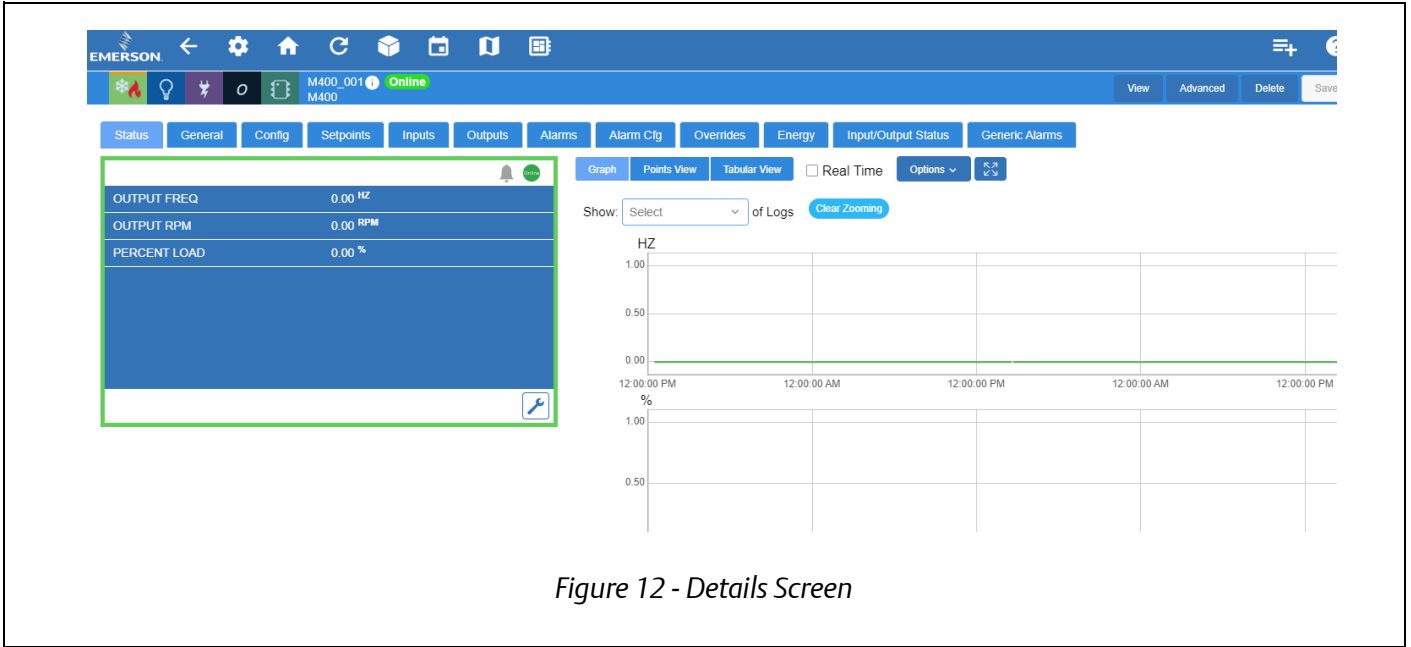 EMERSON
M400_001 i Online
M400
View Advanced Delete Save
O
Status General Config Setpoints Inputs Outputs Alarms Alarm Cfg Overrides Energy Input/Output Status Generic Alarms
Online
Graph Points View Tabular View Real Time Options
OUTPUT FREQ 0.00 HZ
OUTPUT RPM 0.00 RPM
PERCENT LOAD 0.00 %
Show: Select of Logs Clear Zooming
HZ
1.00
0.50
0.00
12:00:00 PM 12:00:00 AM 12:00:00 PM 12:00:00 AM 12:00:00 PM
%
1.00
0.50
Figure 12 - Details Screen